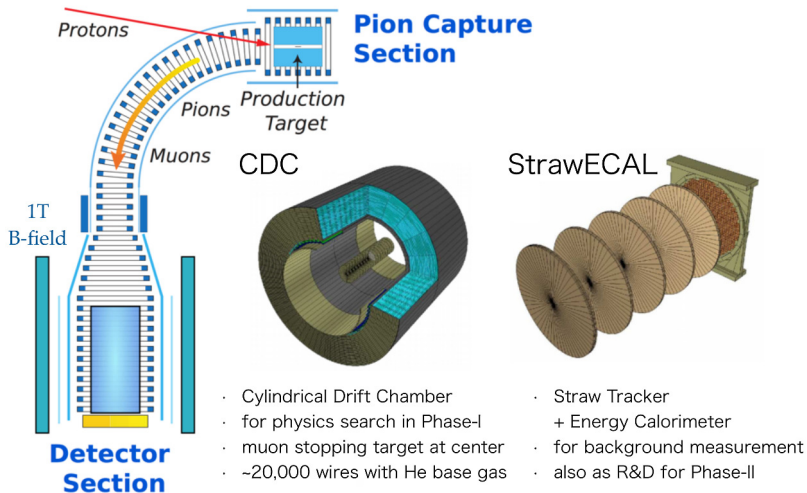 Protons
Pion Capture
Section
Production
Target
Pions
Muons
1T
B-field
Detector
Section
CDC
· Cylindrical Drift Chamber
· for physics search in Phase-I
· muon stopping target at center
· ~20,000 wires with He base gas
StrawECAL
· Straw Tracker
+ Energy Calorimeter
· for background measurement
· also as R&D for Phase-II